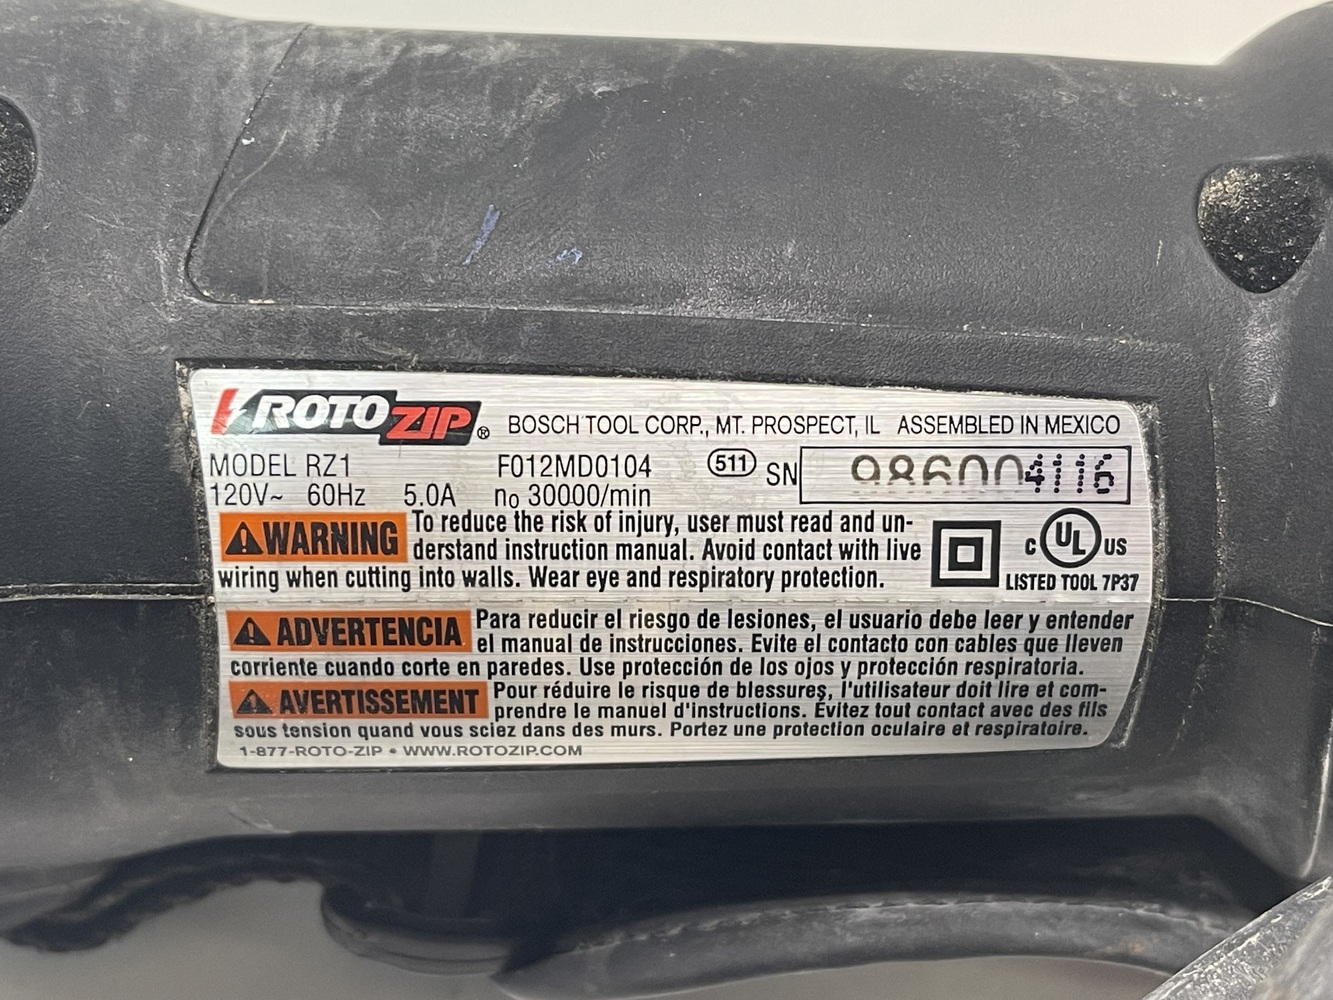 ROTOZIP® BOSCH TOOL CORP., MT. PROSPECT, IL ASSEMBLED IN MEXICO
MODEL RZ1 F012MD0104 511 SN 986004116
120V~ 60Hz 5.0A n₀ 30000/min
WARNING To reduce the risk of injury, user must read and un-
derstand instruction manual. Avoid contact with live
wiring when cutting into walls. Wear eye and respiratory protection.
C UL US
LISTED TOOL 7P37
ADVERTENCIA Para reducir el riesgo de lesiones, el usuario debe leer y entender
el manual de instrucciones. Evite el contacto con cables que lleven
corriente cuando corte en paredes. Use protección de los ojos y protección respiratoria.
AVERTISSEMENT Pour réduire le risque de blessures, l'utilisateur doit lire et com-
prendre le manuel d'instructions. Évitez tout contact avec des fils
sous tension quand vous sciez dans des murs. Portez une protection oculaire et respiratoire.
1-877-ROTO-ZIP • WWW.ROTOZIP.COM